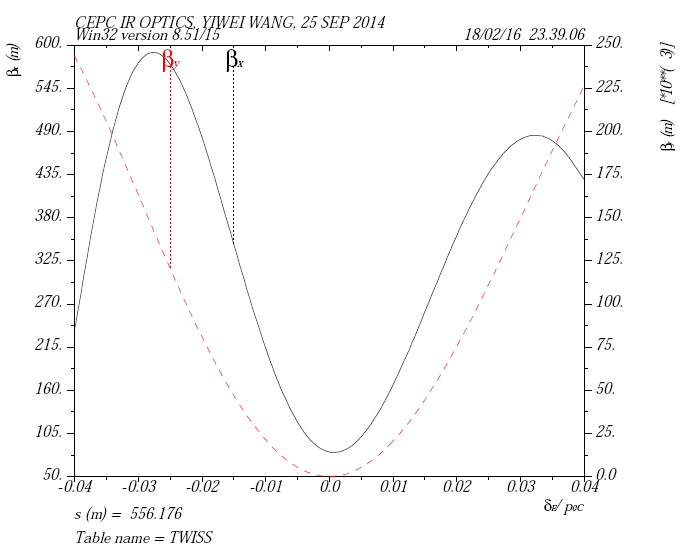 CEPC IR OPTICS, YIWEI WANG, 25 SEP 2014
Win32 version 8.51/15 18/02/16 23.39.06
βx (m)
600.
545.
490.
435.
380.
325.
270.
215.
160.
105.
50.
βy
βx
250.
225.
200.
175.
150.
125.
100.
75.
50.
25.
0.0
βy (m) [*10**( 3)]
-0.04 -0.03 -0.02 -0.01 0.0 0.01 0.02 0.03 0.04
δE/ p0c
s (m) = 556.176
Table name = TWISS